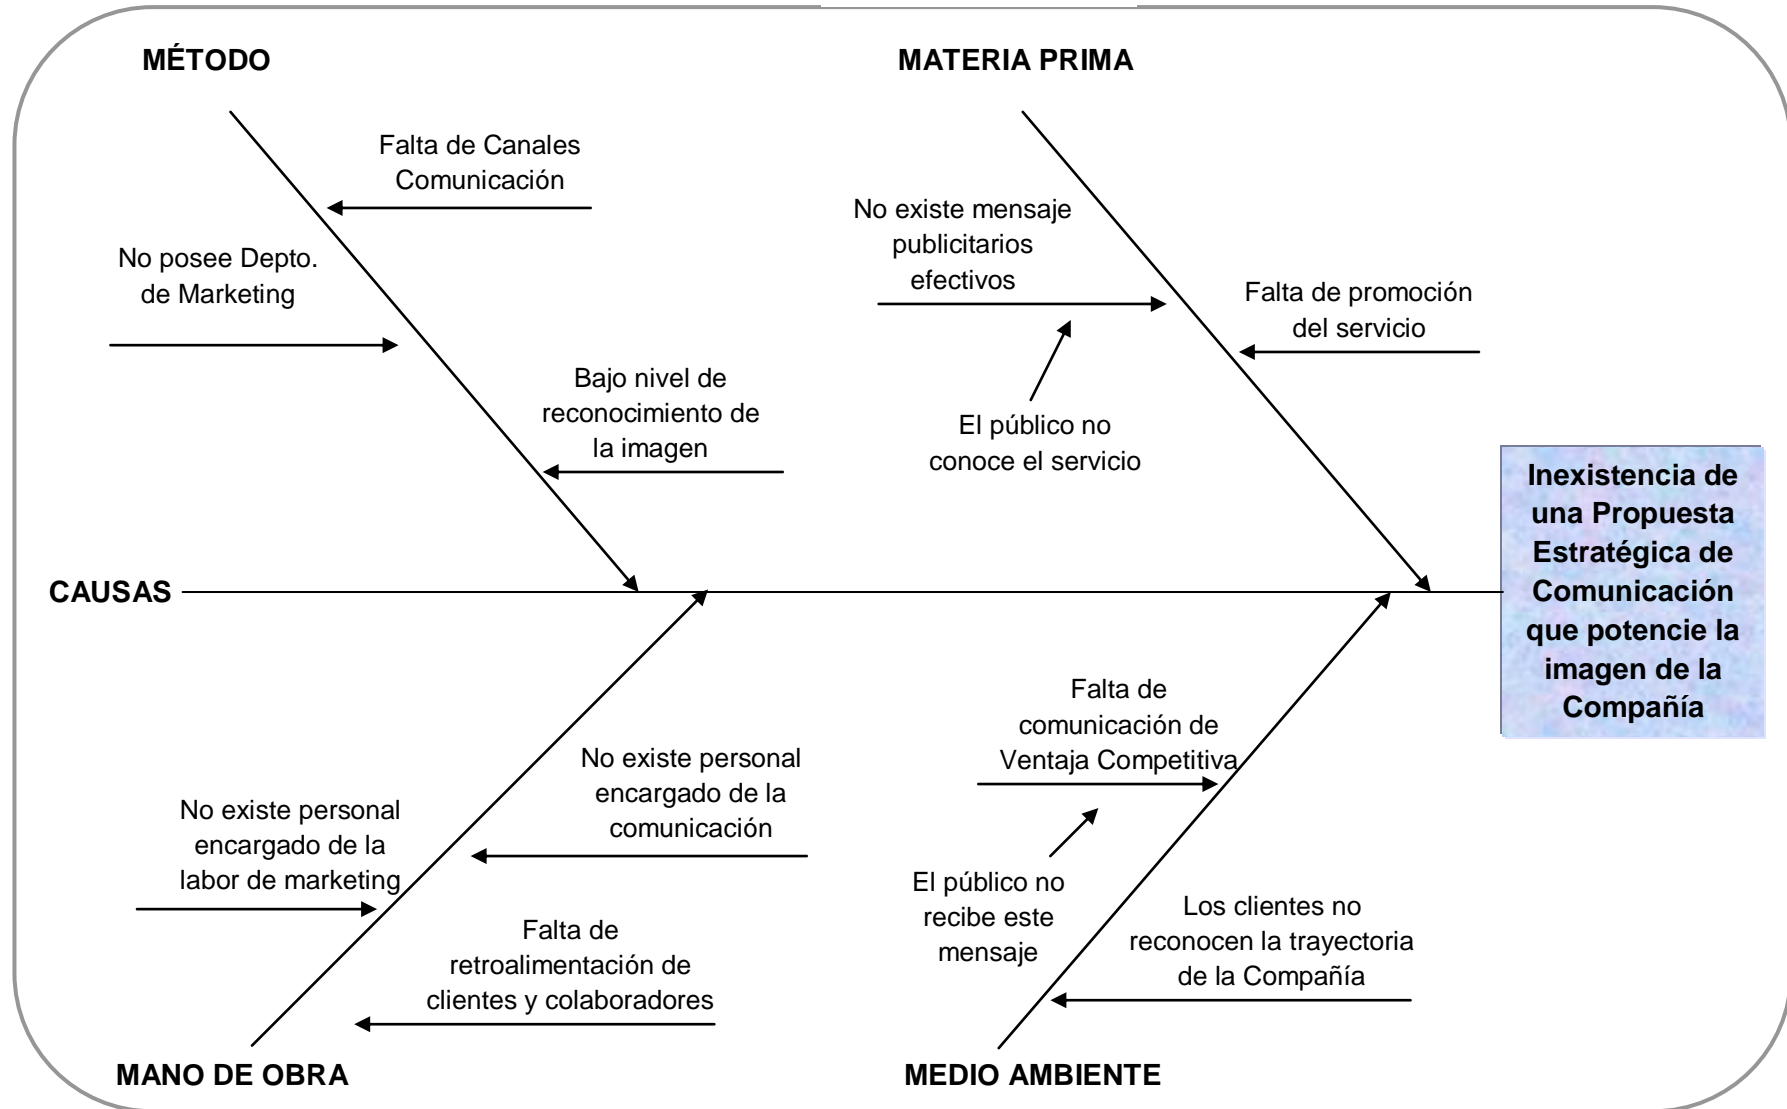 MÉTODO
MATERIA PRIMA
Falta de Canales
Comunicación
No posee Depto.
de Marketing
Bajo nivel de
reconocimiento de
la imagen
No existe mensaje
publicitarios
efectivos
Falta de promoción
del servicio
El público no
conoce el servicio
CAUSAS
Inexistencia de
una Propuesta
Estratégica de
Comunicación
que potencie la
imagen de la
Compañía
No existe personal
encargado de la
labor de marketing
No existe personal
encargado de la
comunicación
Falta de
retroalimentación de
clientes y colaboradores
Falta de
comunicación de
Ventaja Competitiva
El público no
recibe este
mensaje
Los clientes no
reconocen la trayectoria
de la Compañía
MANO DE OBRA
MEDIO AMBIENTE